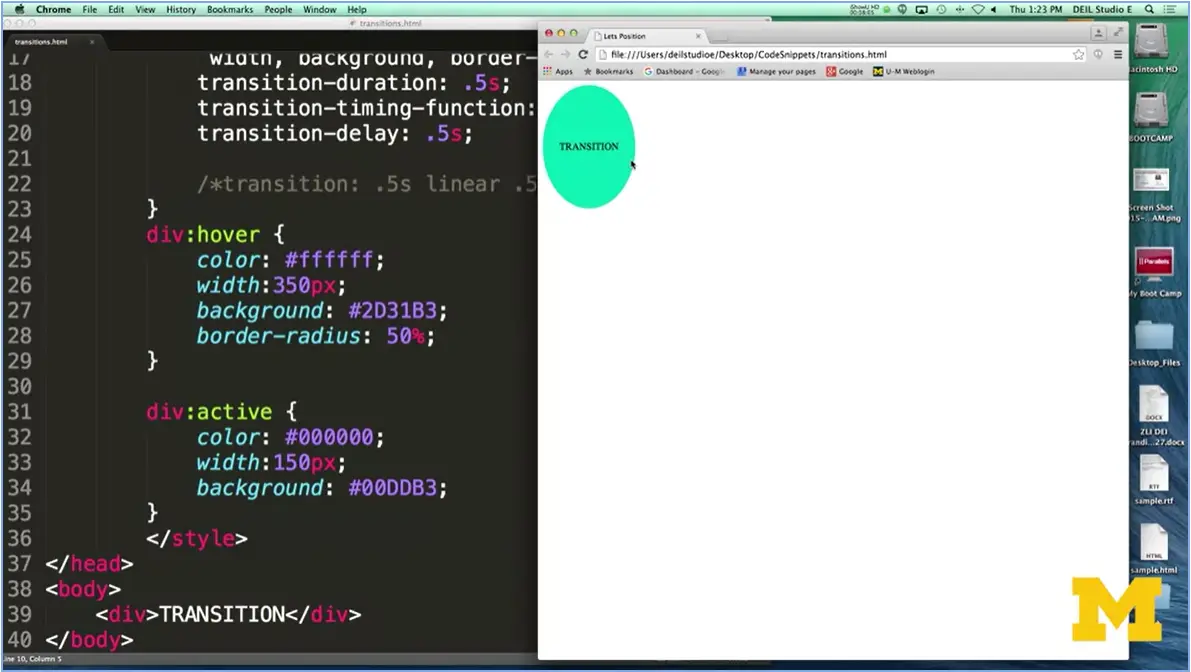 Chrome File Edit View History Bookmarks People Window Help
Thu 1:23 PM DEIL Studio E
transitions.html
transitions.html
17 width, background, border-
18 transition-duration: .5s;
19 transition-timing-function:
20 transition-delay: .5s;
21
22 /*transition: .5s linear .5
23 }
24 div:hover {
25 color: #ffffff;
26 width:350px;
27 background: #2D31B3;
28 border-radius: 50%;
29 }
30
31 div:active {
32 color: #000000;
33 width:150px;
34 background: #00DDB3;
35 }
36 </style>
37 </head>
38 <body>
39 <div>TRANSITION</div>
40 </body>
Line 10, Column 5
Lets Position
file:///Users/deilstudioe/Desktop/CodeSnippets/transitions.html
Apps Bookmarks Dashboard - Google Manage your pages Google U-M Weblogin
TRANSITION
acintosh HD
BOOTCAMP
Screen Shot
15-...AM.png
Parallels
My Boot Camp
Desktop_Files
DOCX
ZLI DEI
randi...27.docx
RTF
sample.rtf
HTML
sample.html
M